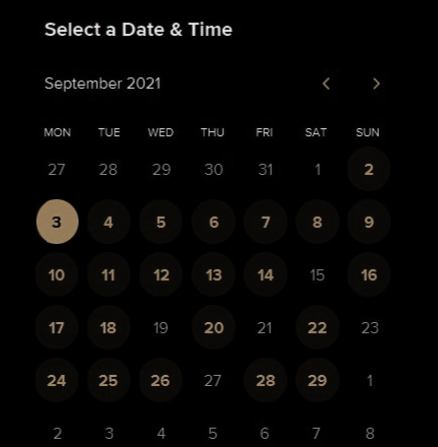 Select a Date & Time
September 2021
MON TUE WED THU FRI SAT SUN
27 28 29 30 31 1 2
3 4 5 6 7 8 9
10 11 12 13 14 15 16
17 18 19 20 21 22 23
24 25 26 27 28 29 1
2 3 4 5 6 7 8